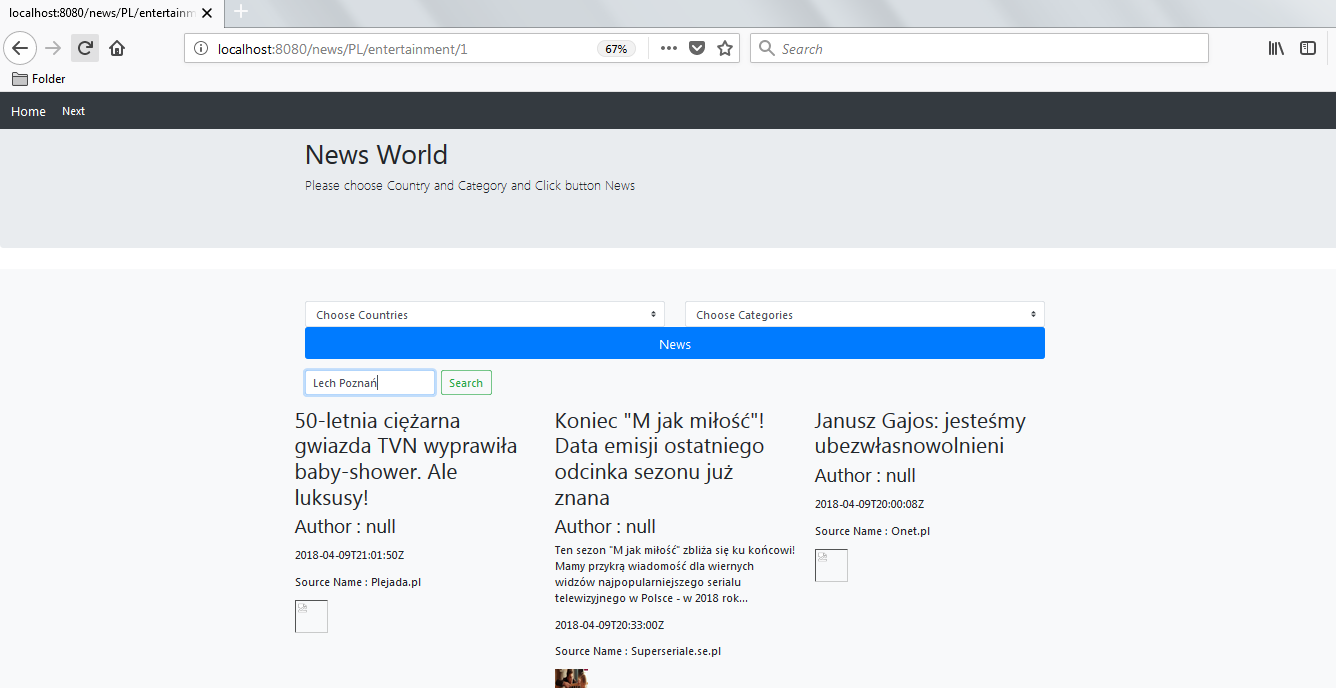 localhost:8080/news/PL/entertainm
localhost:8080/news/PL/entertainment/1
67%
Search
Folder
Home Next
News World
Please choose Country and Category and Click button News
Choose Countries
Choose Categories
News
Lech Poznań
Search
50-letnia ciężarna
gwiazda TVN wyprawiła
baby-shower. Ale
luksusy!
Author : null
2018-04-09T21:01:50Z
Source Name : Plejada.pl
Koniec "M jak miłość"!
Data emisji ostatniego
odcinka sezonu już
znana
Author : null
Ten sezon "M jak miłość" zbliża się ku końcowi!
Mamy przykrą wiadomość dla wiernych
widzów najpopularniejszego serialu
telewizyjnego w Polsce - w 2018 rok...
2018-04-09T20:33:00Z
Source Name : Superseriale.se.pl
Janusz Gajos: jesteśmy
ubezwłasnowolnieni
Author : null
2018-04-09T20:00:08Z
Source Name : Onet.pl